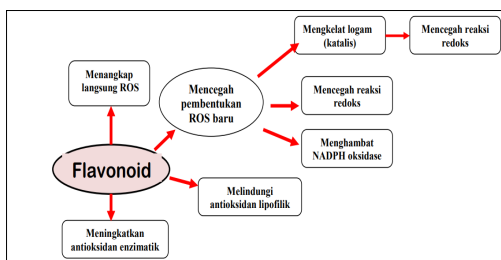 Mengkelat logam
(katalis)
Mencegah reaksi
redoks
Menangkap
langsung ROS
Mencegah
pembentukan
ROS baru
Mencegah reaksi
redoks
Menghambat
NADPH oksidase
Flavonoid
Melindungi
antioksidan lipofilik
Meningkatkan
antioksidan enzimatik